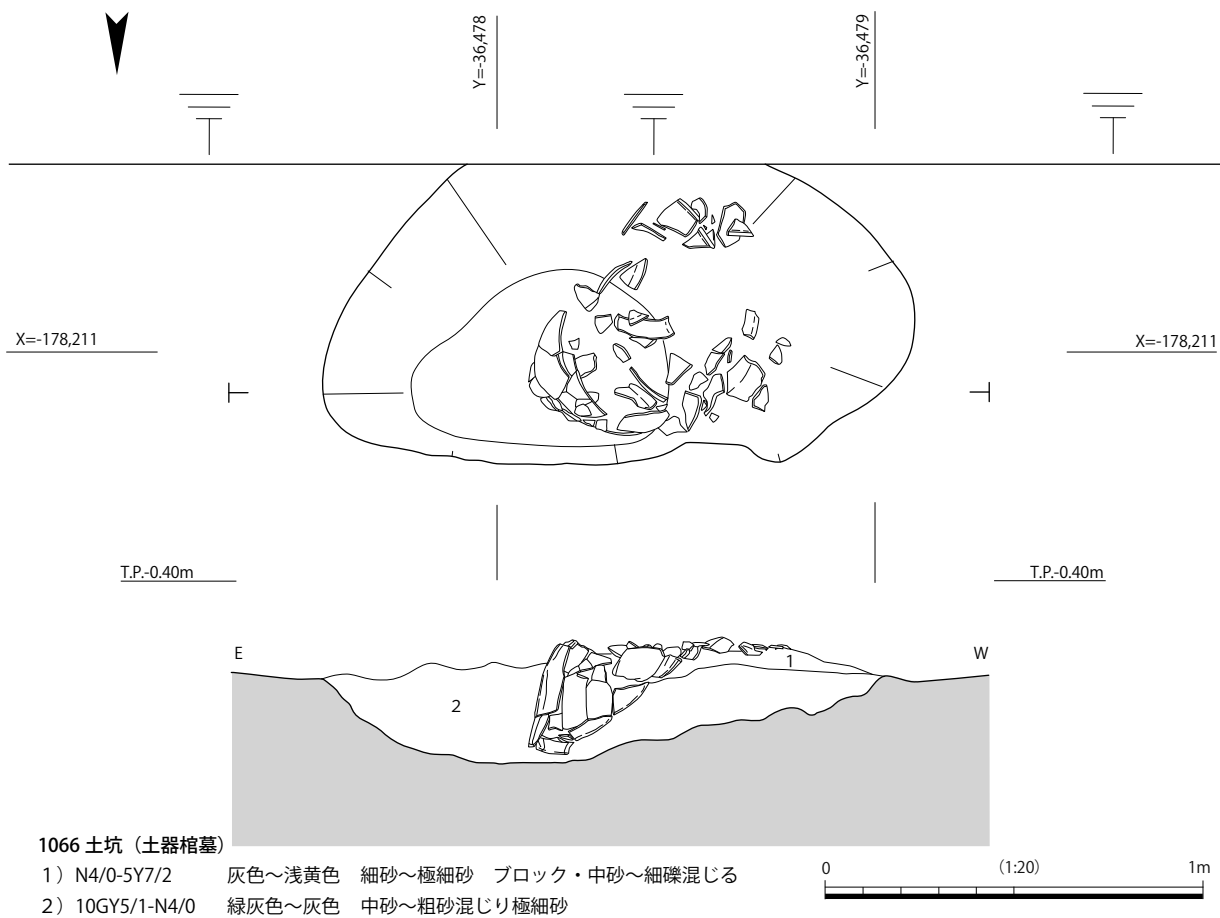 Y=-36,478
Y=-36,479
X=-178,211
X=-178,211
T.P.-0.40m
T.P.-0.40m
E
W
1
2
1066 土坑（土器棺墓）
1）N4/0-5Y7/2 灰色～浅黄色 細砂～極細砂 ブロック・中砂～細礫混じる
2）10GY5/1-N4/0 緑灰色～灰色 中砂～粗砂混じり極細砂
0 (1:20) 1m